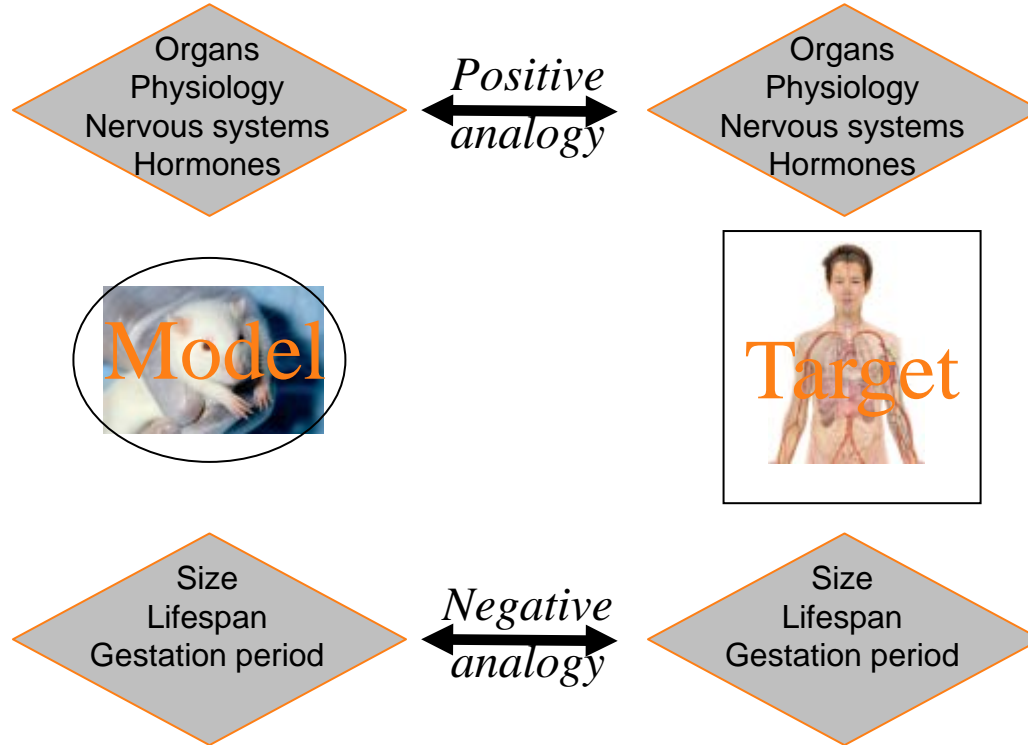 Organs
Physiology
Nervous systems
Hormones
Positive
analogy
Organs
Physiology
Nervous systems
Hormones
Model
Target
Size
Lifespan
Gestation period
Negative
analogy
Size
Lifespan
Gestation period